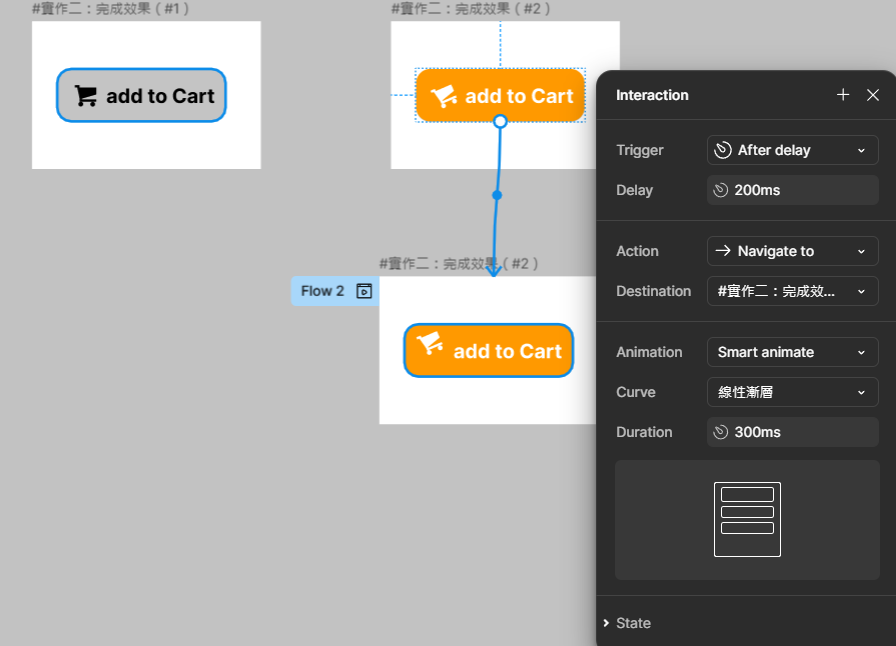 #實作二：完成效果（#1）
#實作二：完成效果（#2）
add to Cart
add to Cart
#實作二：完成效果（#2）
Flow 2
add to Cart
Interaction
Trigger
After delay
Delay
200ms
Action
Navigate to
Destination
#實作二：完成效...
Animation
Smart animate
Curve
線性漸層
Duration
300ms
State